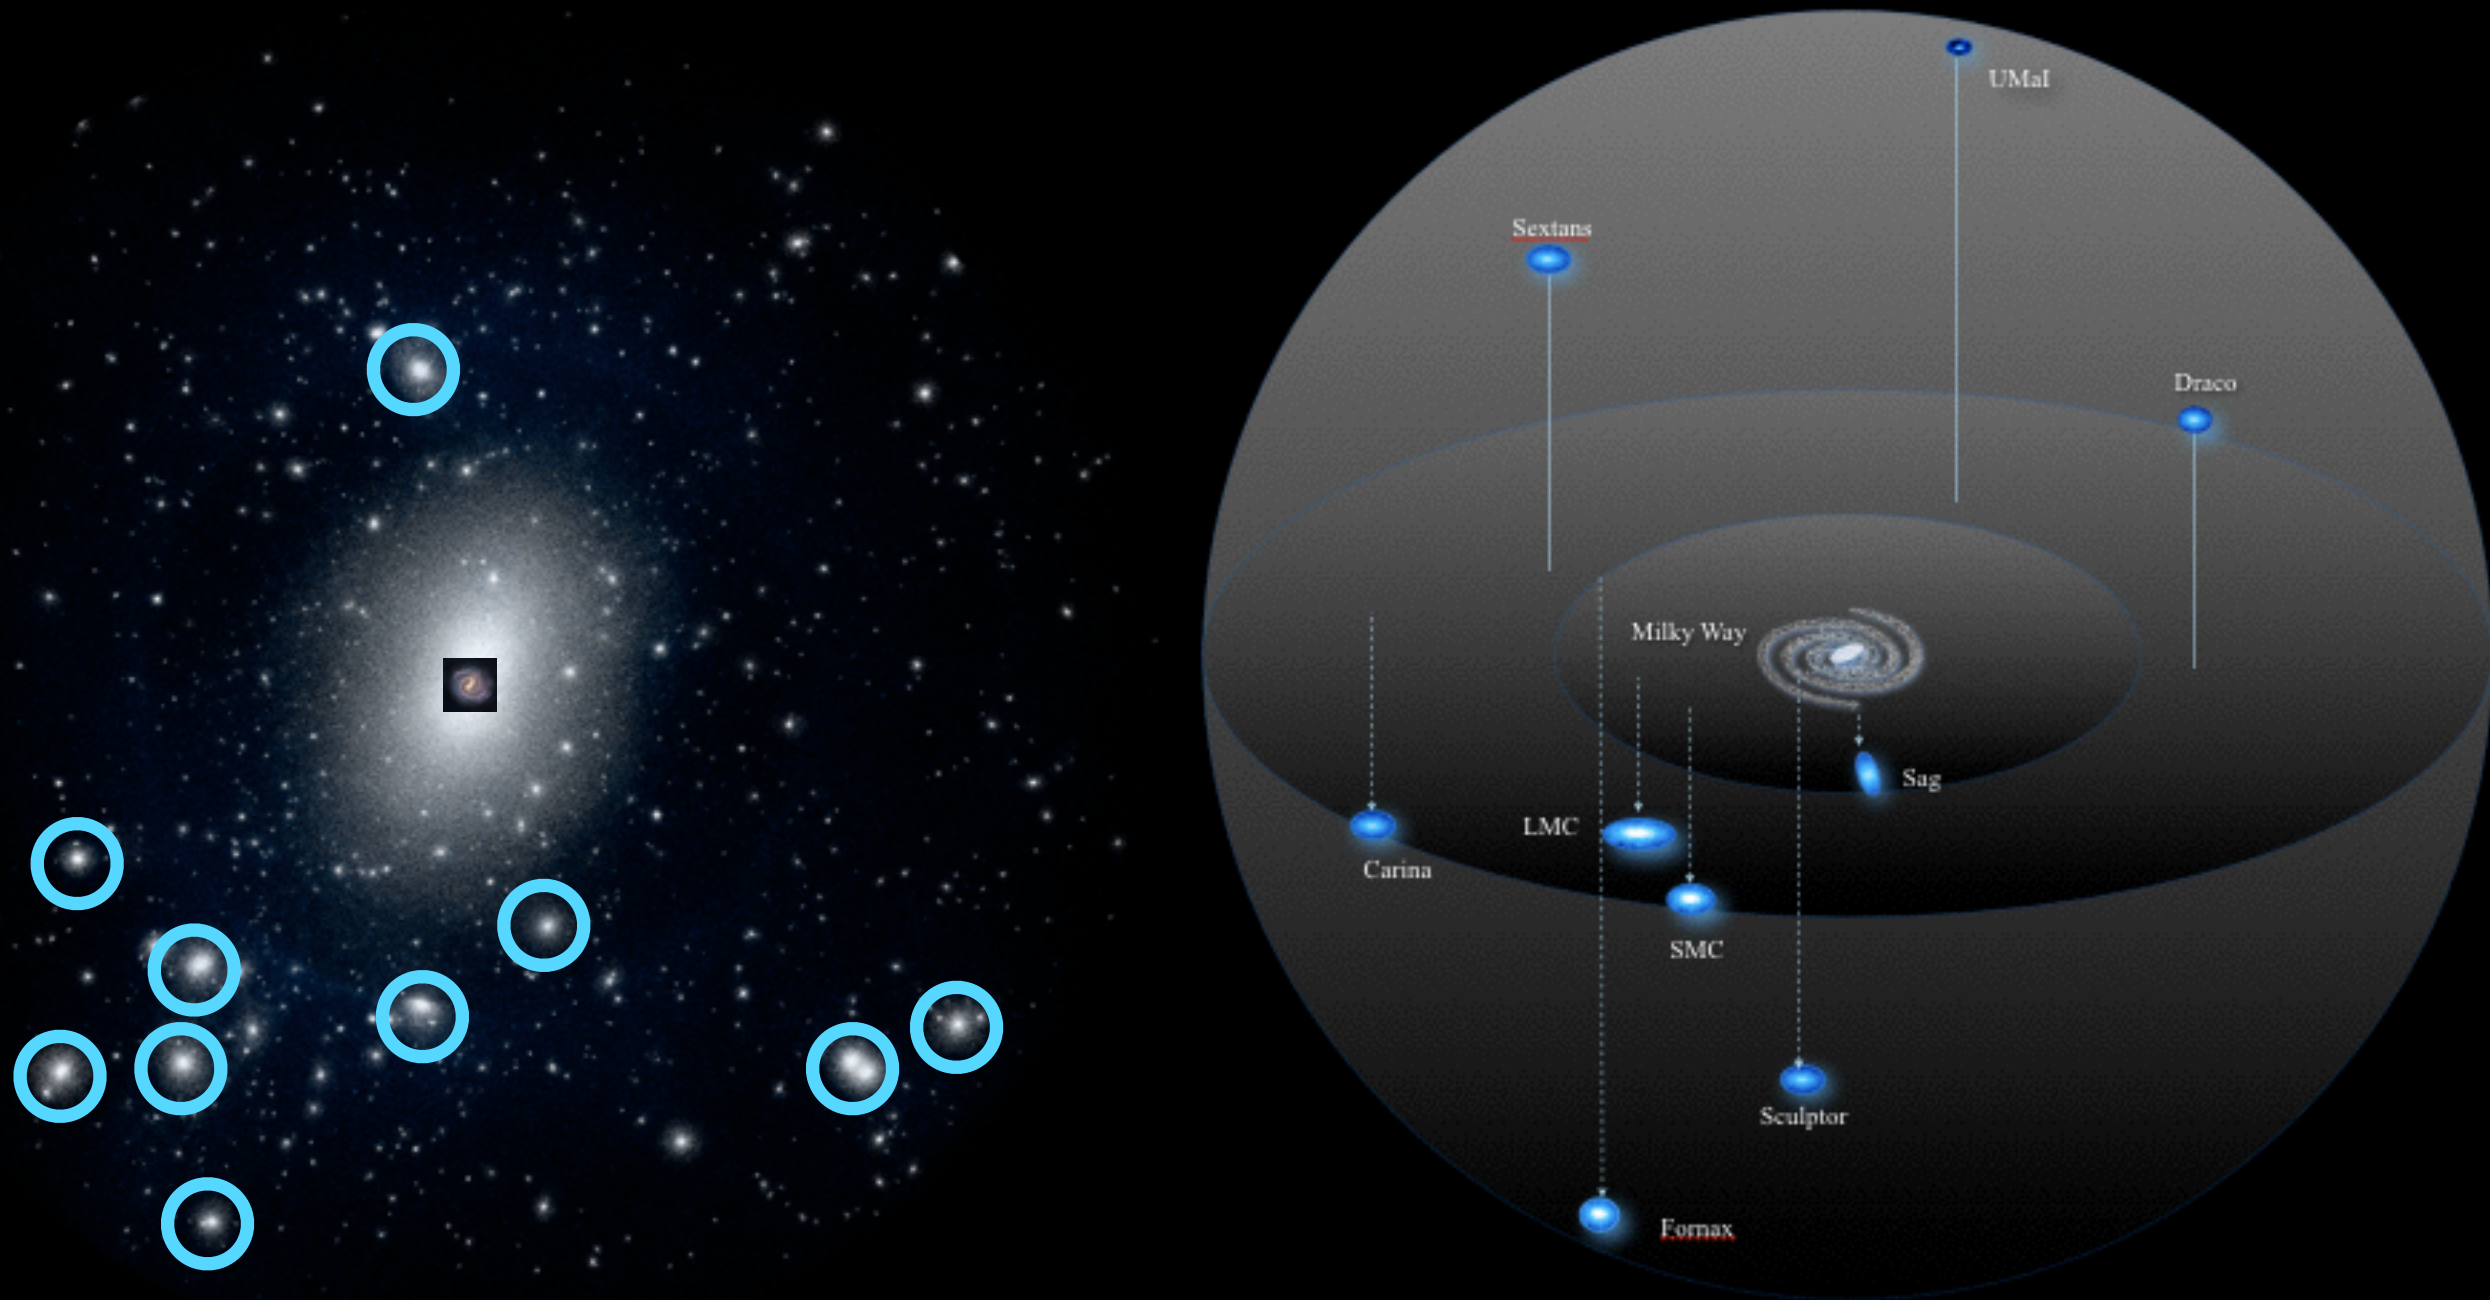 UMaI
Sextans
Draco
Milky Way
Sag
LMC
Carina
SMC
Sculptor
Fornax